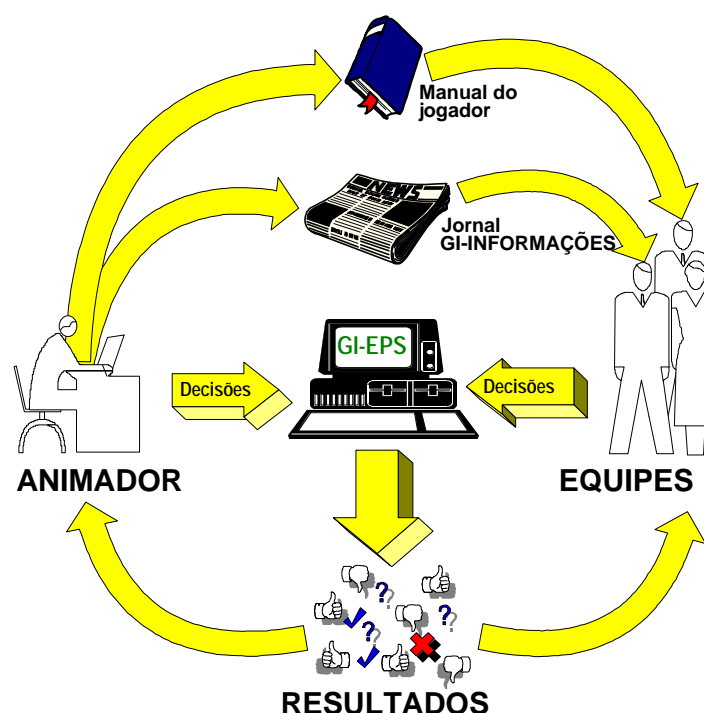 Manual do
jogador
NEWS
Jornal
GI-INFORMAÇÕES
GI-EPS
Decisões
Decisões
ANIMADOR
EQUIPES
RESULTADOS